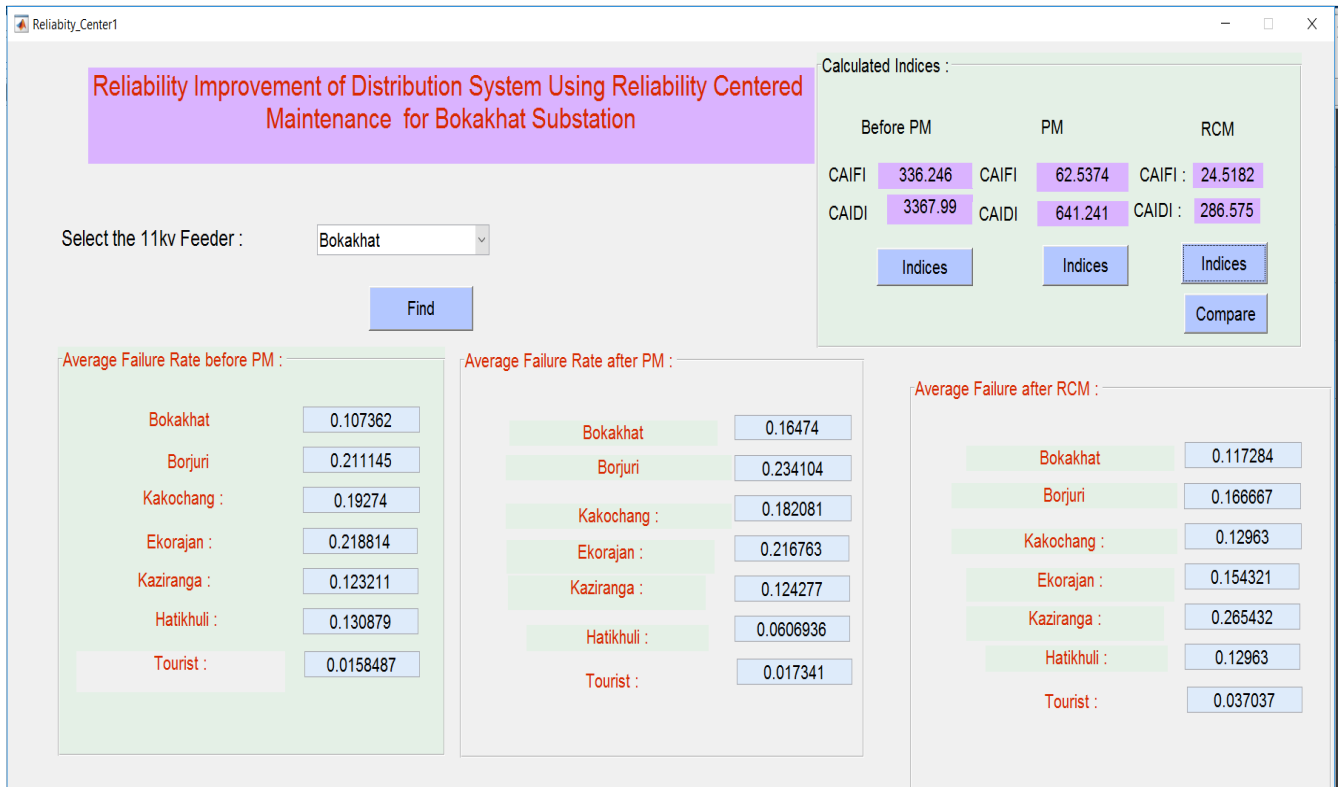 Reliabity_Center1
Reliability Improvement of Distribution System Using Reliability Centered
Maintenance for Bokakhat Substation
Select the 11kv Feeder :
Bokakhat
Find
Calculated Indices :
Before PM PM RCM
CAIFI 336.246 CAIFI 62.5374 CAIFI : 24.5182
CAIDI 3367.99 CAIDI 641.241 CAIDI : 286.575
Indices Indices Indices
Compare
Average Failure Rate before PM :
Bokakhat 0.107362
Borjuri 0.211145
Kakochang : 0.19274
Ekorajan : 0.218814
Kaziranga : 0.123211
Hatikhuli : 0.130879
Tourist : 0.0158487
Average Failure Rate after PM :
Bokakhat 0.16474
Borjuri 0.234104
Kakochang : 0.182081
Ekorajan : 0.216763
Kaziranga : 0.124277
Hatikhuli : 0.0606936
Tourist : 0.017341
Average Failure after RCM :
Bokakhat 0.117284
Borjuri 0.166667
Kakochang : 0.12963
Ekorajan : 0.154321
Kaziranga : 0.265432
Hatikhuli : 0.12963
Tourist : 0.037037